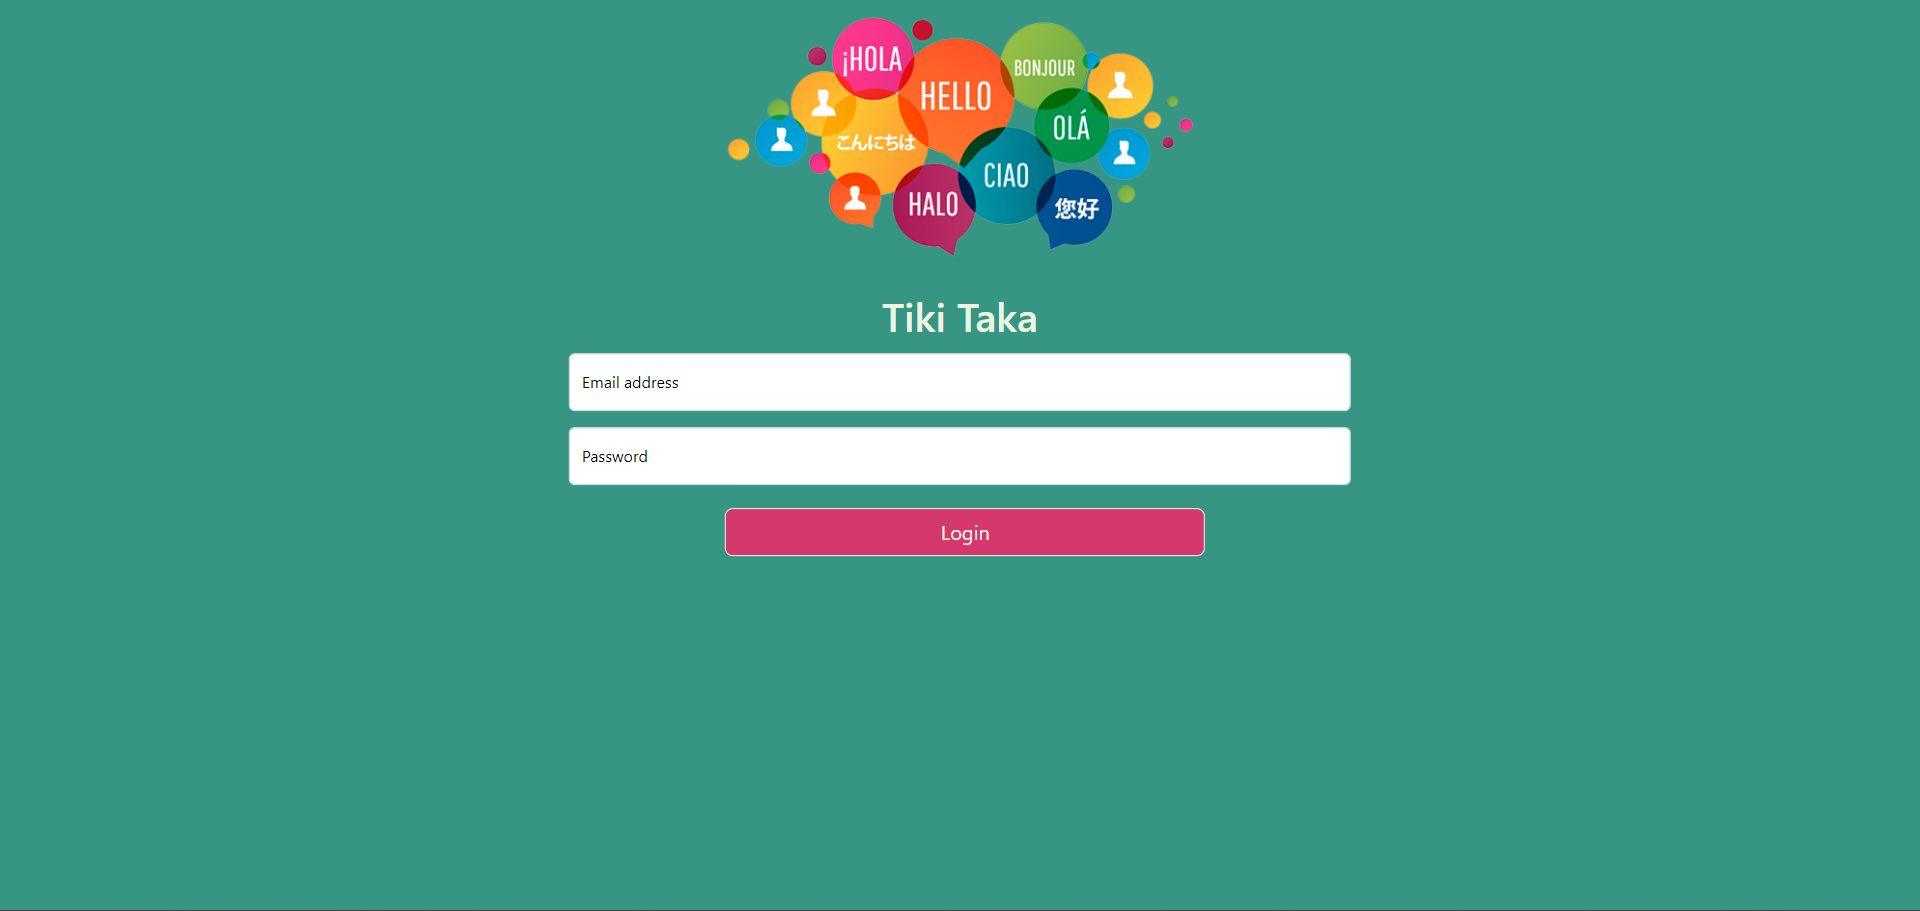 ¡HOLA
HELLO
BONJOUR
こんにちは
OLÁ
CIAO
HALO
您好
Tiki Taka
Email address
Password
Login